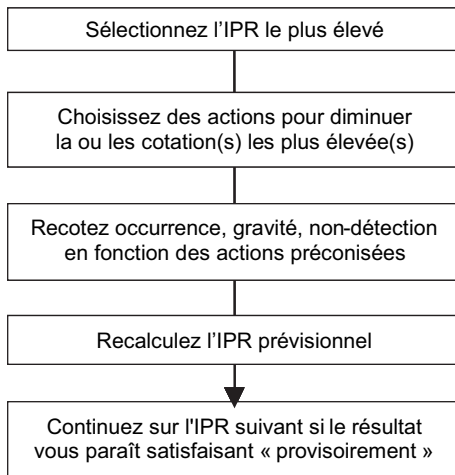 Sélectionnez l’IPR le plus élevé
Choisissez des actions pour diminuer
la ou les cotation(s) les plus élevée(s)
Recotez occurrence, gravité, non-détection
en fonction des actions préconisées
Recalculez l’IPR prévisionnel
Continuez sur l'IPR suivant si le résultat
vous paraît satisfaisant « provisoirement »